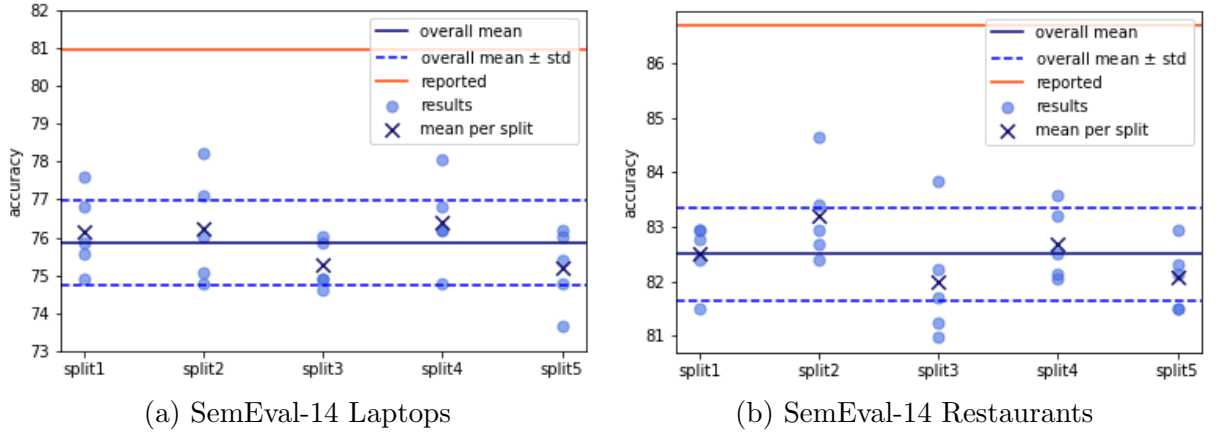 82
81
80
79
78
77
76
75
74
73
accuracy
overall mean
overall mean ± std
reported
results
mean per split
split1 split2 split3 split4 split5
(a) SemEval-14 Laptops
86
85
84
83
82
81
accuracy
overall mean
overall mean ± std
reported
results
mean per split
split1 split2 split3 split4 split5
(b) SemEval-14 Restaurants